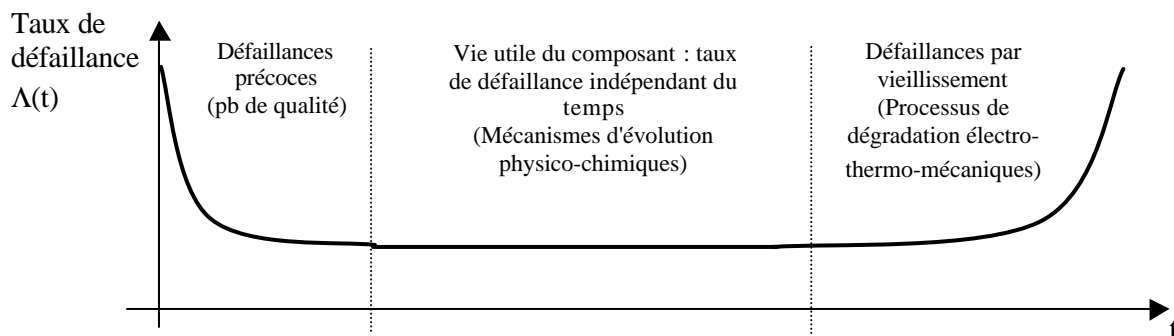 Taux de
défaillance
Λ(t)
Défaillances
précoces
(pb de qualité)
Vie utile du composant : taux
de défaillance indépendant du
temps
(Mécanismes d'évolution
physico-chimiques)
Défaillances par
vieillissement
(Processus de
dégradation électro-
thermo-mécaniques)
t